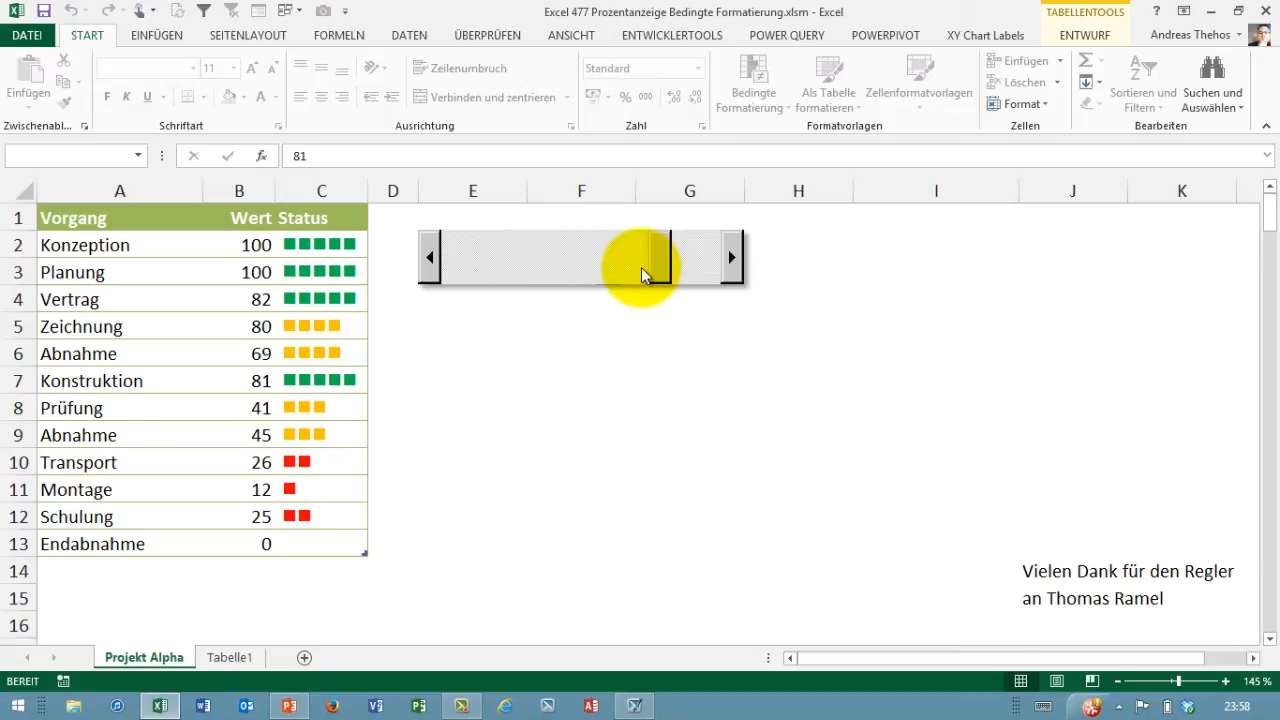 Excel 477 Prozentanzeige Bedingte Formatierung.xlsm - Excel
TABELLENTOOLS
DATEI START EINFÜGEN SEITENLAYOUT FORMELN DATEN ÜBERPRÜFEN ANSICHT ENTWICKLERTOOLS POWER QUERY POWERPIVOT XY Chart Labels ENTWURF Andreas Thehos
Einfügen
11
F K U
Zeilenumbruch
Verbinden und zentrieren
Standard
% 000
Bedingte Formatierung
Als Tabelle formatieren
Zellenformatvorlagen
Einfügen
Löschen
Format
Sortieren und Filtern
Suchen und Auswählen
Zwischenabl... Schriftart Ausrichtung Zahl Formatvorlagen Zellen Bearbeiten
fx 81
A B C D E F G H I J K
1 Vorgang Wert Status
2 Konzeption 100
3 Planung 100
4 Vertrag 82
5 Zeichnung 80
6 Abnahme 69
7 Konstruktion 81
8 Prüfung 41
9 Abnahme 45
10 Transport 26
11 Montage 12
12 Schulung 25
13 Endabnahme 0
14 Vielen Dank für den Regler
15 an Thomas Ramel
16
Projekt Alpha Tabelle1
BEREIT 145 %
23:58